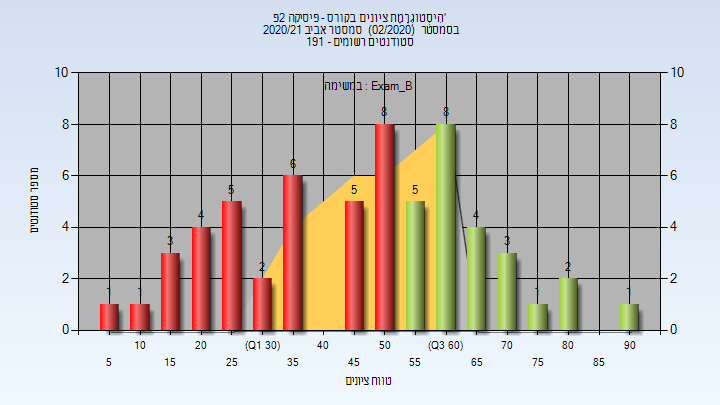 היסטוגרמת ציונים בקורס - פיסיקה 2פ'
בסמסטר (02/2020) סמסטר אביב 2020/21
סטודנטים רשומים - 191
במשימה : Exam_B
10 10
8 8
6 6
4 4
2 2
0 0
1 1 3 4 5 2 6 5 8 5 8 4 3 1 2 1
מספר סטודנטים
10 20 (Q1 30) 40 50 (Q3 60) 70 80 90
5 15 25 35 45 55 65 75 85
טווח ציונים